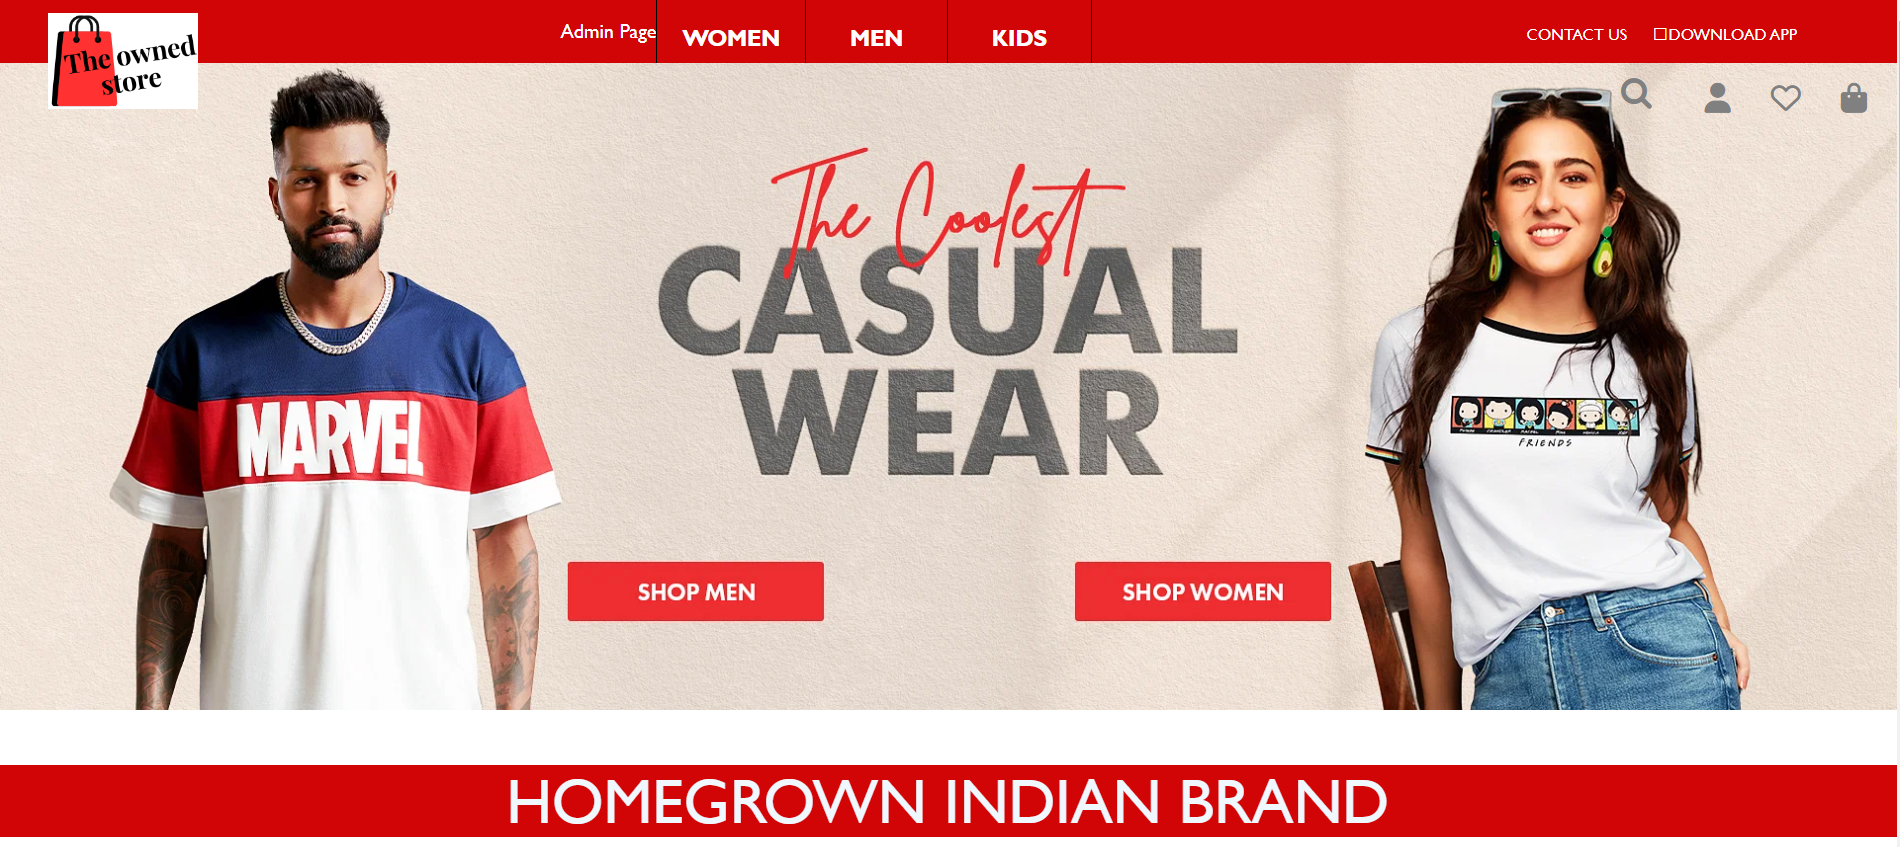 The owned
store
Admin Page
WOMEN
MEN
KIDS
CONTACT US
DOWNLOAD APP
The Coolest
CASUAL
WEAR
MARVEL
FRIENDS
SHOP MEN
SHOP WOMEN
HOMEGROWN INDIAN BRAND